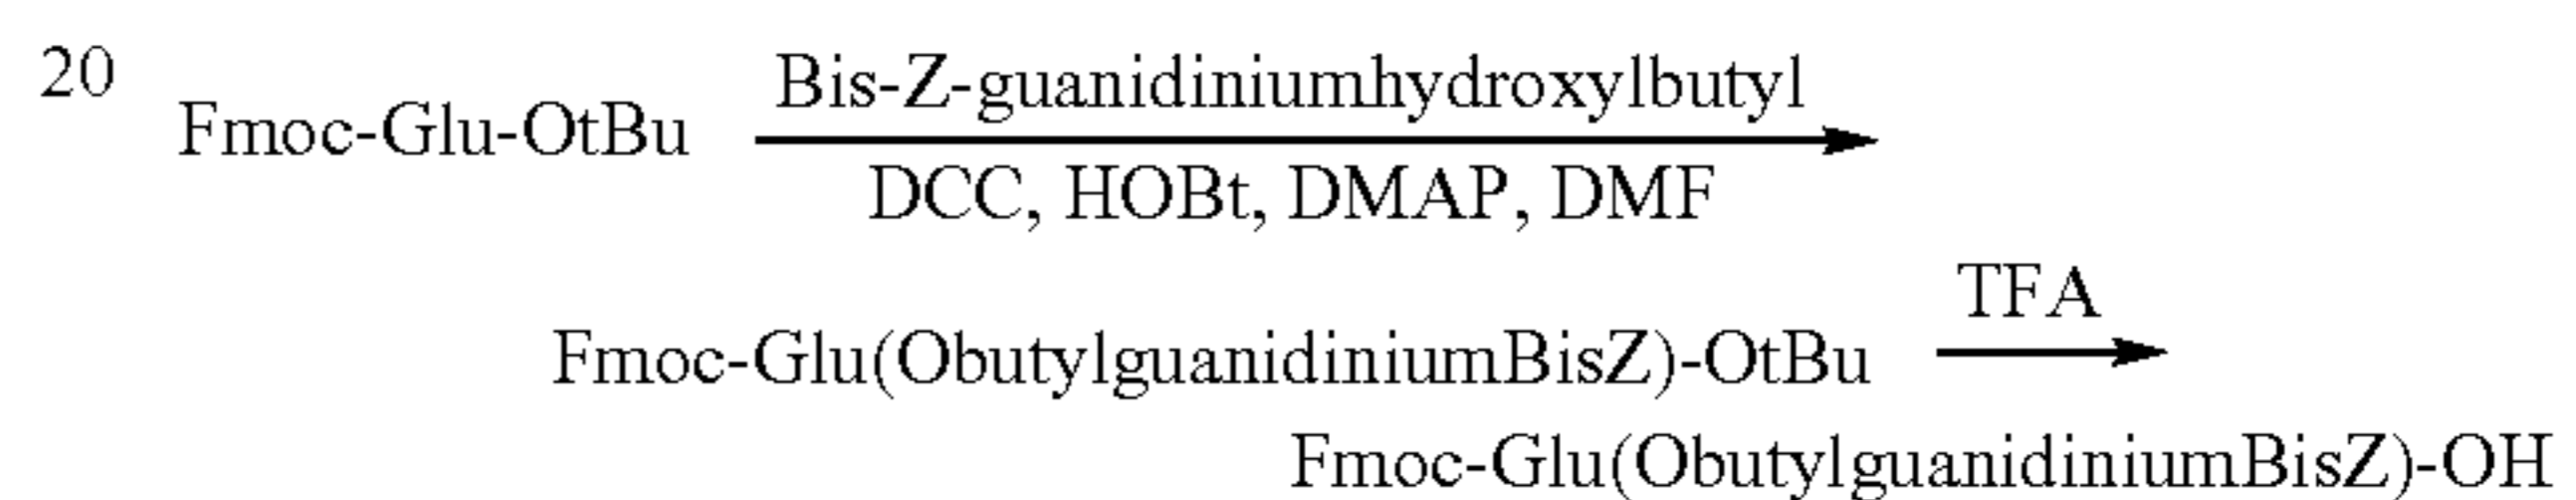 20
Bis-Z-guanidiniumhydroxylbutyl
Fmoc-Glu-OtBu
DCC, HOBt, DMAP, DMF
TFA
Fmoc-Glu(ObutylguanidiniumBisZ)-OtBu
Fmoc-Glu(ObutylguanidiniumBisZ)-OH